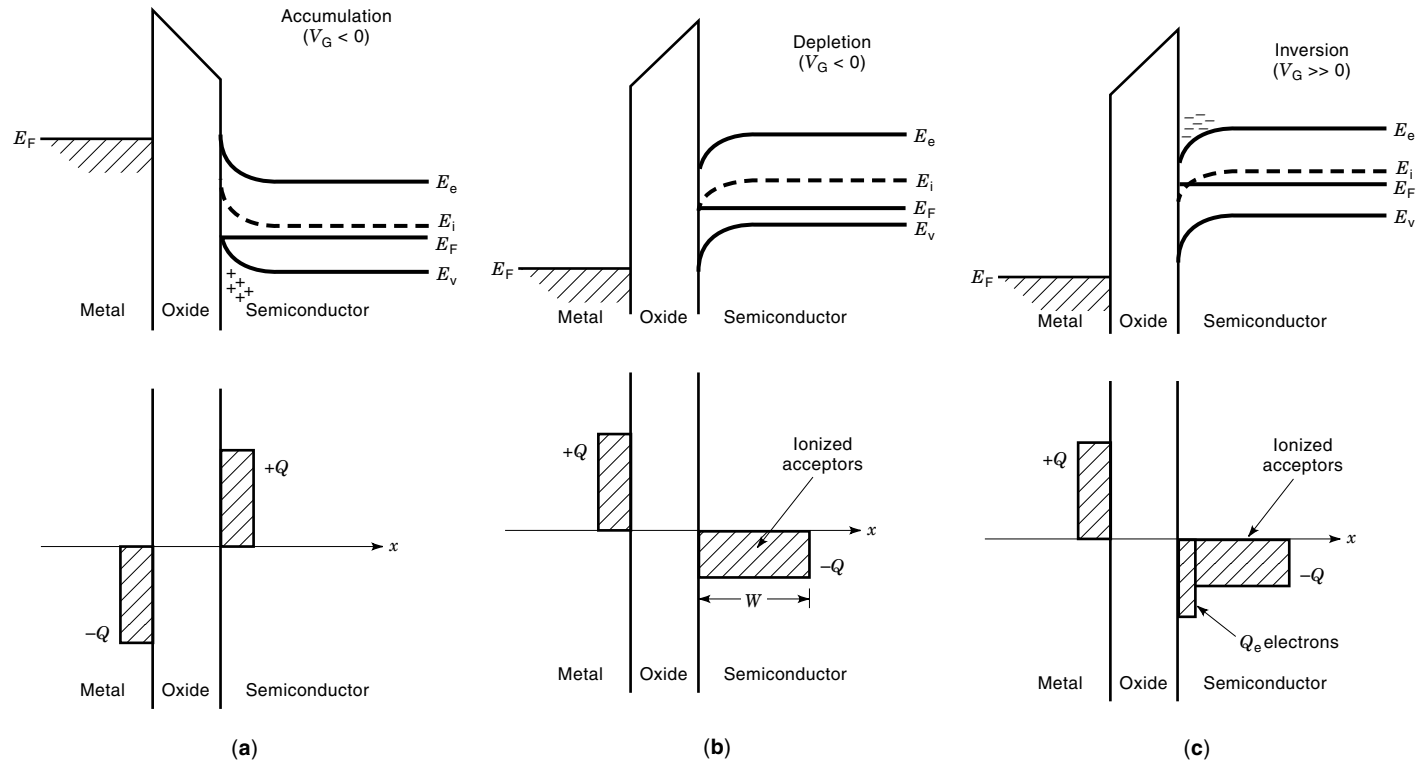 Accumulation
(V_G < 0)
E_F
E_e
E_i
E_F
E_v
+ + + + + +
Metal
Oxide
Semiconductor
+Q
x
–Q
Metal
Oxide
Semiconductor
(a)
Depletion
(V_G < 0)
E_e
E_i
E_F
E_v
E_F
Metal
Oxide
Semiconductor
Ionized
acceptors
+Q
x
–Q
W
Metal
Oxide
Semiconductor
(b)
Inversion
(V_G >> 0)
E_e
E_i
E_F
E_v
E_F
Metal
Oxide
Semiconductor
Ionized
acceptors
+Q
x
–Q
Q_e electrons
Metal
Oxide
Semiconductor
(c)